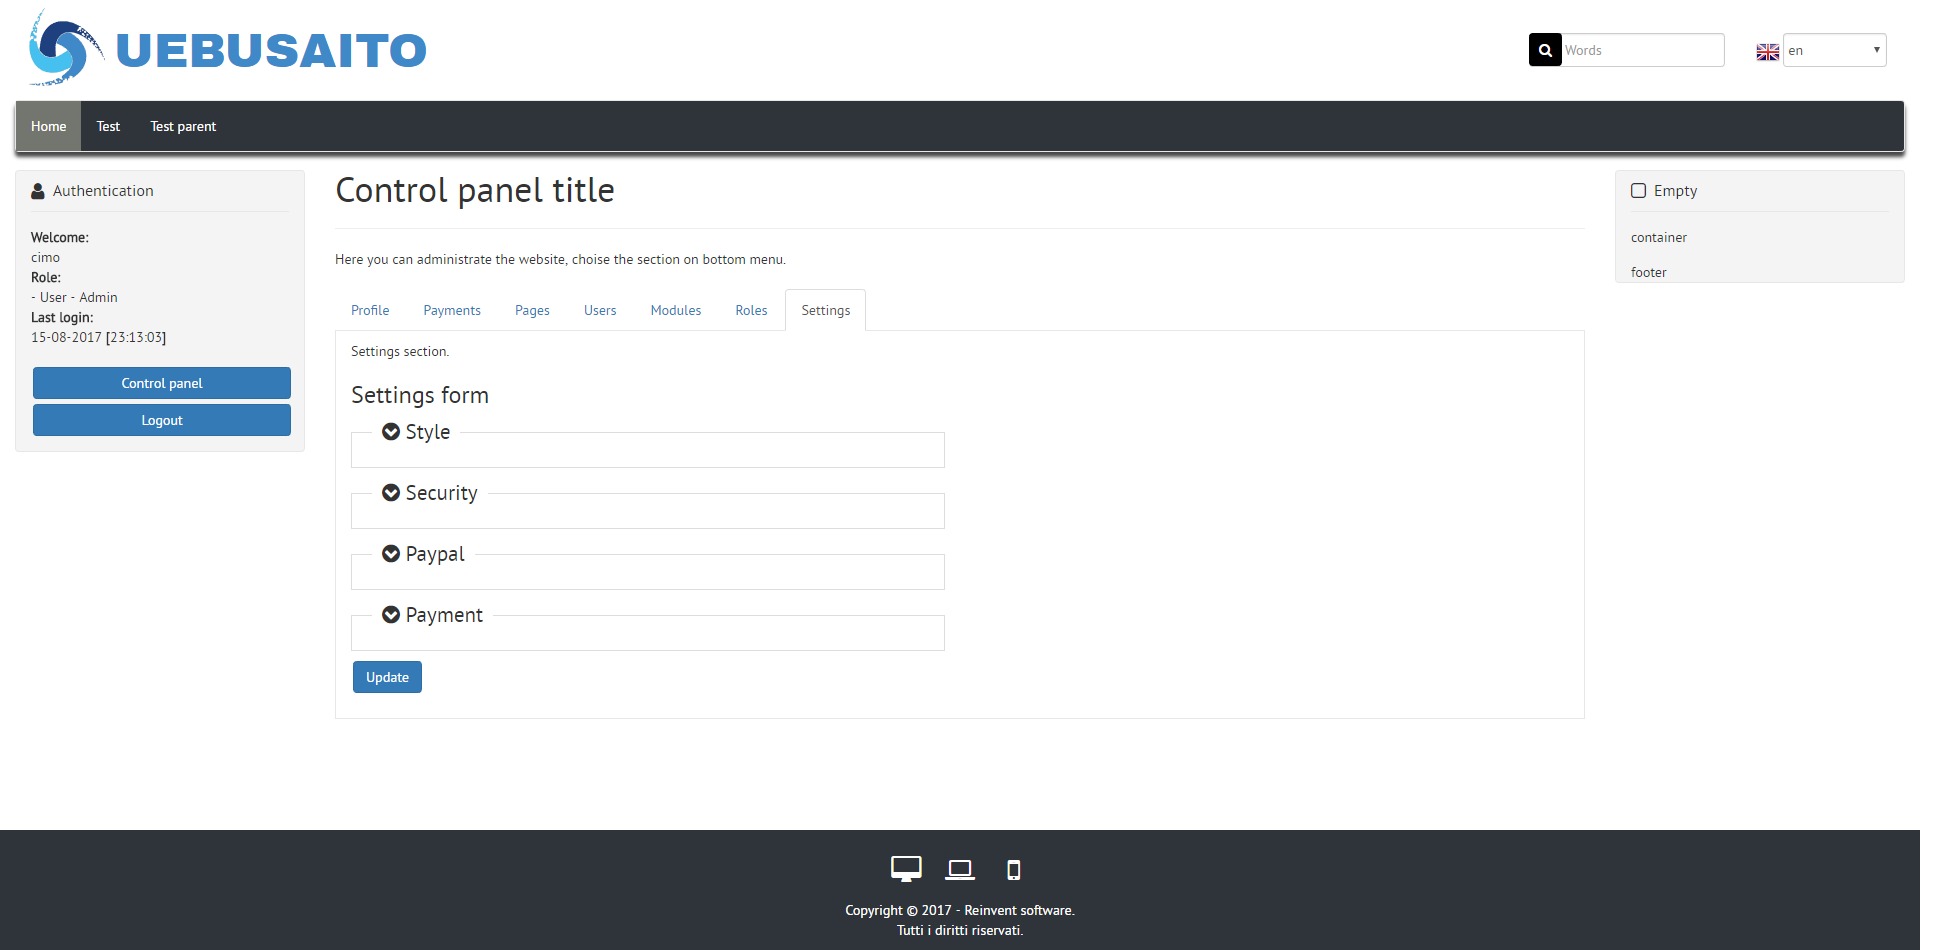 UEBUSAITO
Words
en
Home
Test
Test parent
Authentication
Welcome:
cimo
Role:
- User - Admin
Last login:
15-08-2017 [23:13:03]
Control panel
Logout
Control panel title
Here you can administrate the website, choise the section on bottom menu.
Profile
Payments
Pages
Users
Modules
Roles
Settings
Settings section.
Settings form
Style
Security
Paypal
Payment
Update
Empty
container
footer
Copyright © 2017 - Reinvent software.
Tutti i diritti riservati.